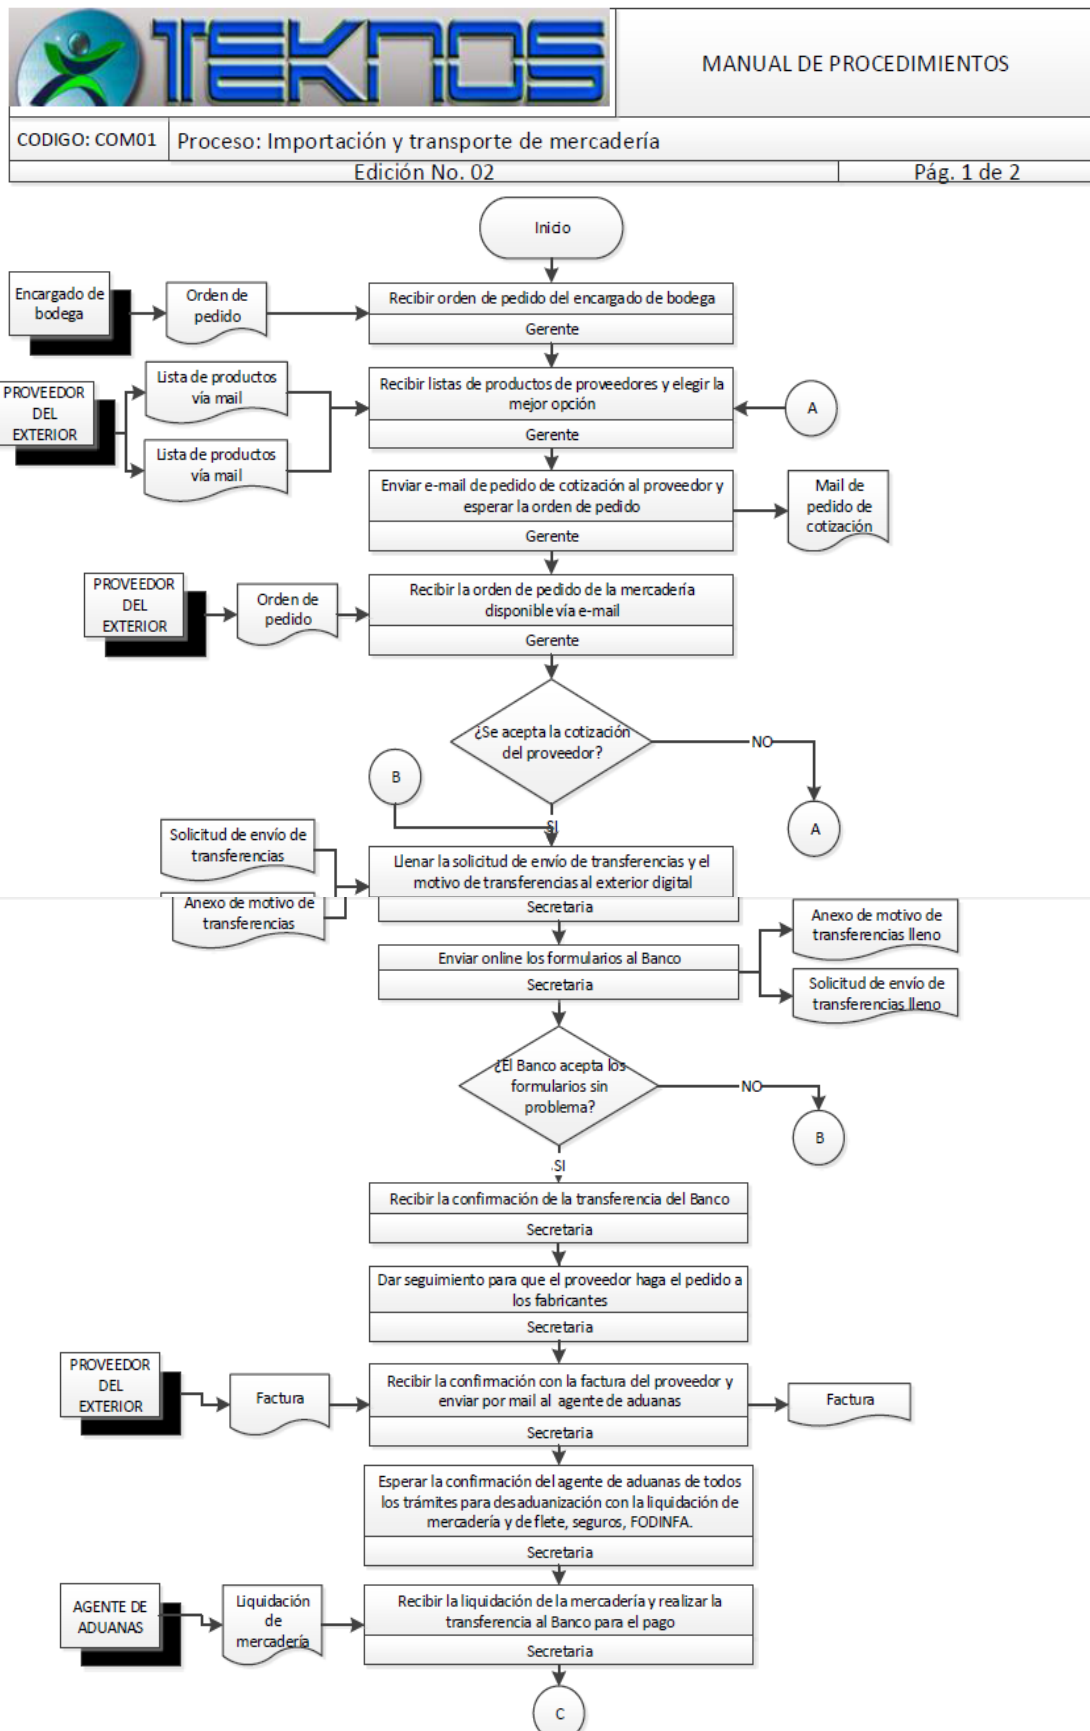 TEKNOS
MANUAL DE PROCEDIMIENTOS
CODIGO: COM01
Proceso: Importación y transporte de mercadería
Edición No. 02
Pág. 1 de 2
Inicio
Encargado de
bodega
Orden de
pedido
Recibir orden de pedido del encargado de bodega
Gerente
PROVEEDOR
DEL
EXTERIOR
Lista de productos
vía mail
Lista de productos
vía mail
Recibir listas de productos de proveedores y elegir la
mejor opción
Gerente
A
Enviar e-mail de pedido de cotización al proveedor y
esperar la orden de pedido
Gerente
Mail de
pedido de
cotización
PROVEEDOR
DEL
EXTERIOR
Orden de
pedido
Recibir la orden de pedido de la mercadería
disponible vía e-mail
Gerente
¿Se acepta la cotización
del proveedor?
NO
A
B
SI
Solicitud de envío de
transferencias
Anexo de motivo de
transferencias
Llenar la solicitud de envío de transferencias y el
motivo de transferencias al exterior digital
Secretaria
Enviar online los formularios al Banco
Secretaria
Anexo de motivo de
transferencias lleno
Solicitud de envío de
transferencias lleno
¿El Banco acepta los
formularios sin
problema?
NO
B
SI
Recibir la confirmación de la transferencia del Banco
Secretaria
Dar seguimiento para que el proveedor haga el pedido a
los fabricantes
Secretaria
PROVEEDOR
DEL
EXTERIOR
Factura
Recibir la confirmación con la factura del proveedor y
enviar por mail al agente de aduanas
Secretaria
Factura
Esperar la confirmación del agente de aduanas de todos
los trámites para desaduanización con la liquidación de
mercadería y de flete, seguros, FODINFA.
Secretaria
AGENTE DE
ADUANAS
Liquidación
de
mercadería
Recibir la liquidación de la mercadería y realizar la
transferencia al Banco para el pago
Secretaria
C